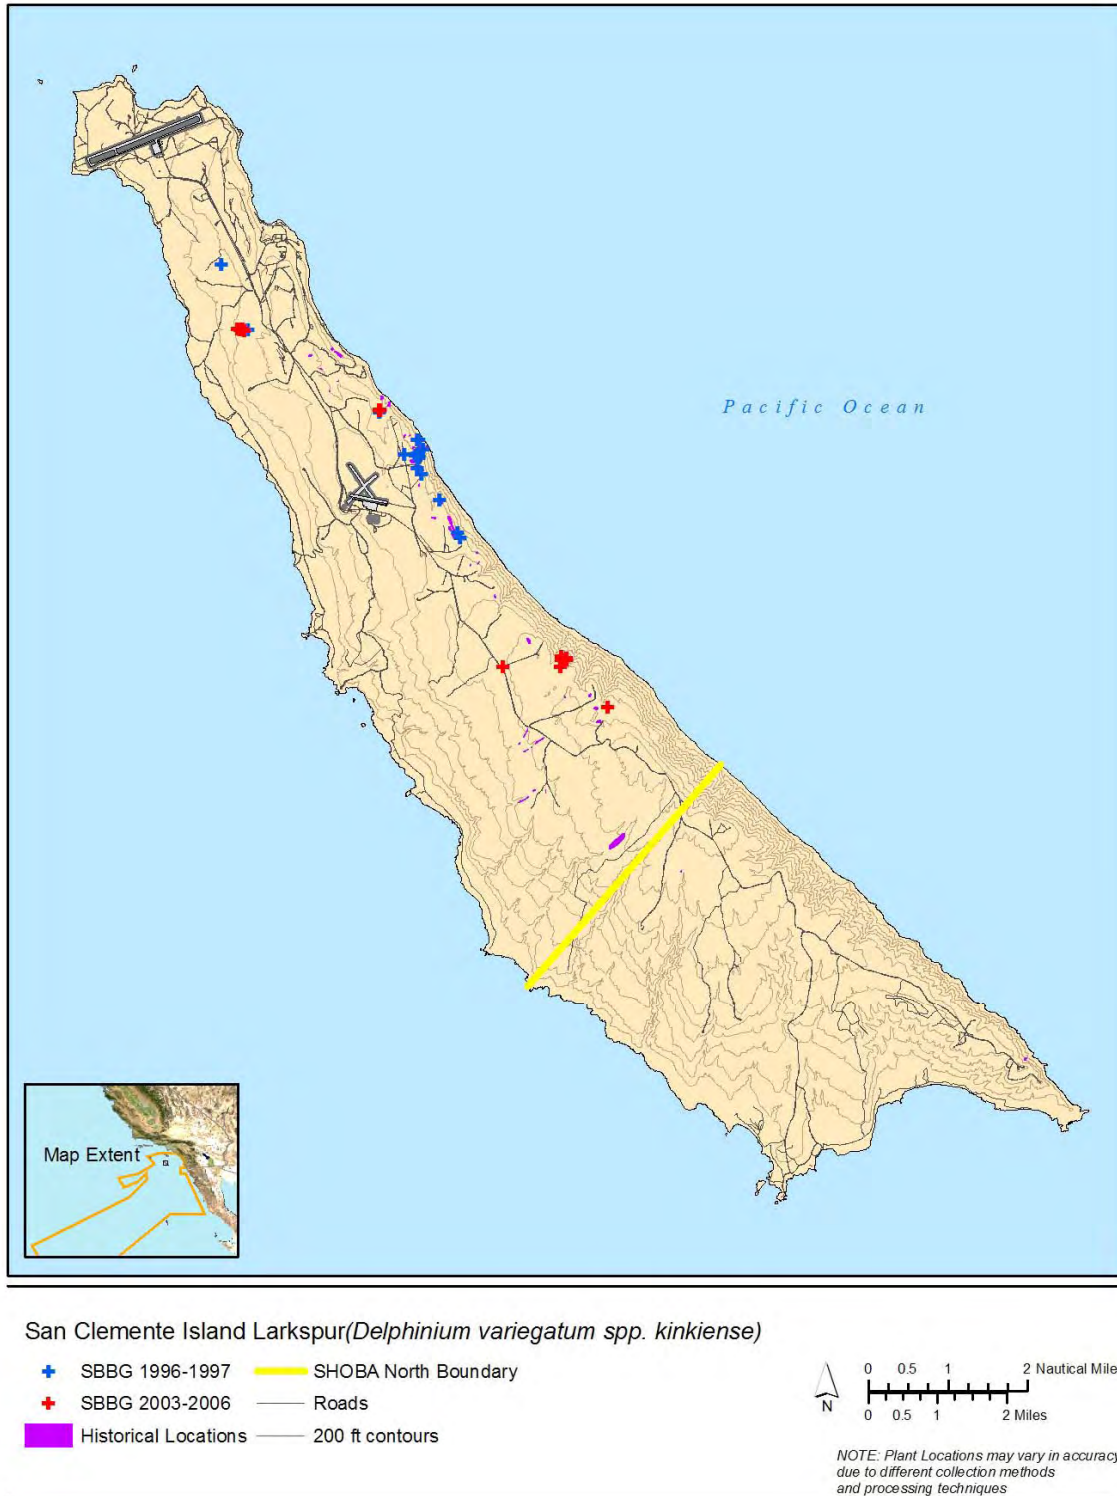 Pacific Ocean
Map Extent
San Clemente Island Larkspur(Delphinium variegatum spp. kinkiense)
SBBG 1996-1997
SHOBA North Boundary
SBBG 2003-2006
Roads
Historical Locations
200 ft contours
N
0 0.5 1 2 Nautical Mile
0 0.5 1 2 Miles
NOTE: Plant Locations may vary in accuracy
due to different collection methods
and processing techniques